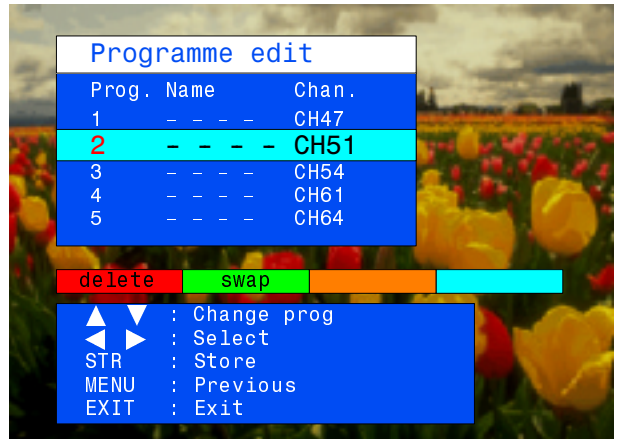 Programme edit
Prog. Name Chan.
1 - - - - CH47
2 - - - - CH51
3 - - - - CH54
4 - - - - CH61
5 - - - - CH64
delete swap
▲ ▼ : Change prog
◀ ▶ : Select
STR : Store
MENU : Previous
EXIT : Exit